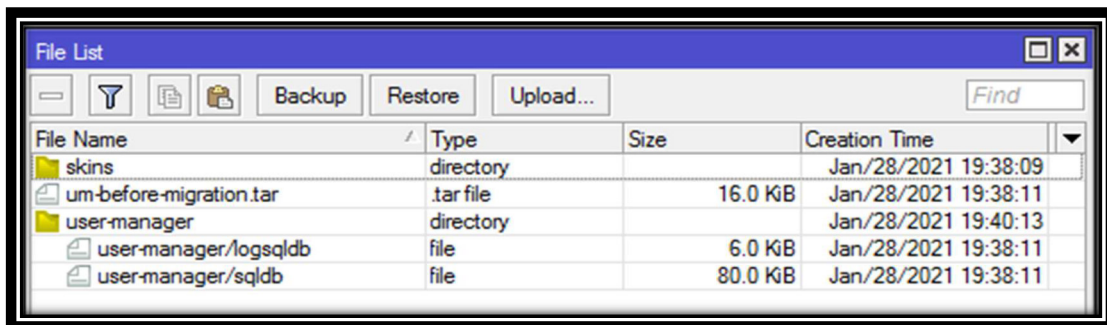 File List
Backup Restore Upload... Find
File Name Type Size Creation Time
skins directory Jan/28/2021 19:38:09
um-before-migration.tar .tar file 16.0 KiB Jan/28/2021 19:38:11
user-manager directory Jan/28/2021 19:40:13
user-manager/logsqldb file 6.0 KiB Jan/28/2021 19:38:11
user-manager/sqldb file 80.0 KiB Jan/28/2021 19:38:11